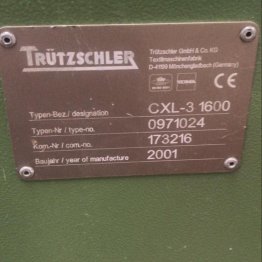 TRÜTZSCHLER
Trützschler GmbH & Co. KG
Textilmaschinenfabrik
D-41199 Mönchengladbach (Germany)
CE
Typen-Bez./ designation CXL-3 1600
Typen-Nr / type-no. 0971024
Kom.-Nr / com.-no. 173216
Baujahr / year of manufacture 2001